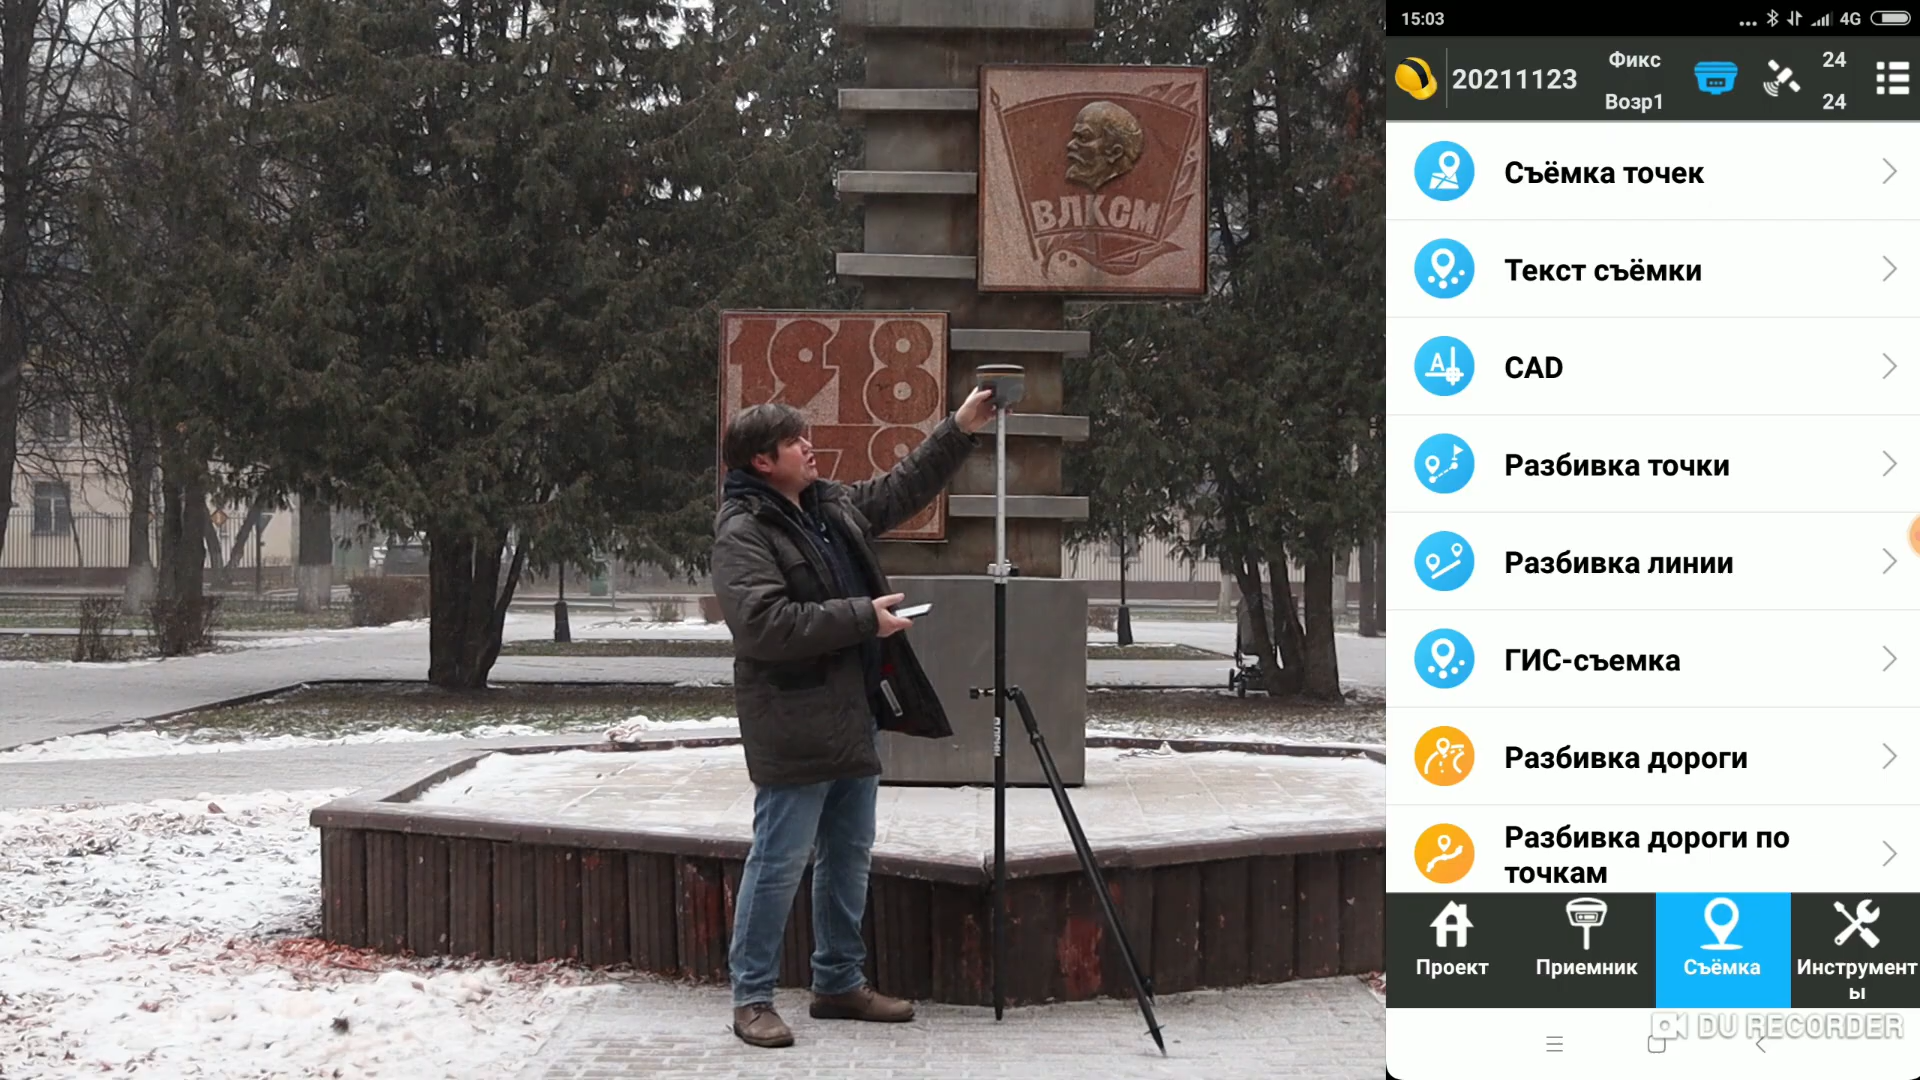 ВЛКСМ
1918
15:03
4G
20211123
Фикс
Возр1
24
24
Съёмка точек
Текст съёмки
CAD
Разбивка точки
Разбивка линии
ГИС-съемка
Разбивка дороги
Разбивка дороги по
точкам
Проект
Приемник
Съёмка
Инструмент
ы
DU RECORDER